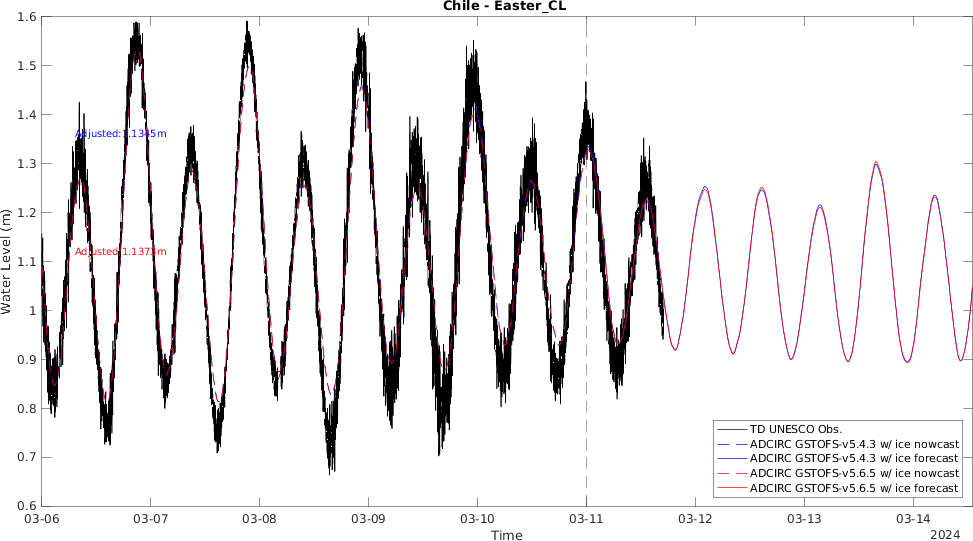 Chile - Easter_CL
1.6
1.5
1.4
1.3
1.2
1.1
1
0.9
0.8
0.7
0.6
Water Level (m)
Adjusted:1.1345m
Adjusted:1.1373m
TD UNESCO Obs.
ADCIRC GSTOFS-v5.4.3 w/ ice nowcast
ADCIRC GSTOFS-v5.4.3 w/ ice forecast
ADCIRC GSTOFS-v5.6.5 w/ ice nowcast
ADCIRC GSTOFS-v5.6.5 w/ ice forecast
03-06 03-07 03-08 03-09 03-10 03-11 03-12 03-13 03-14
Time
2024